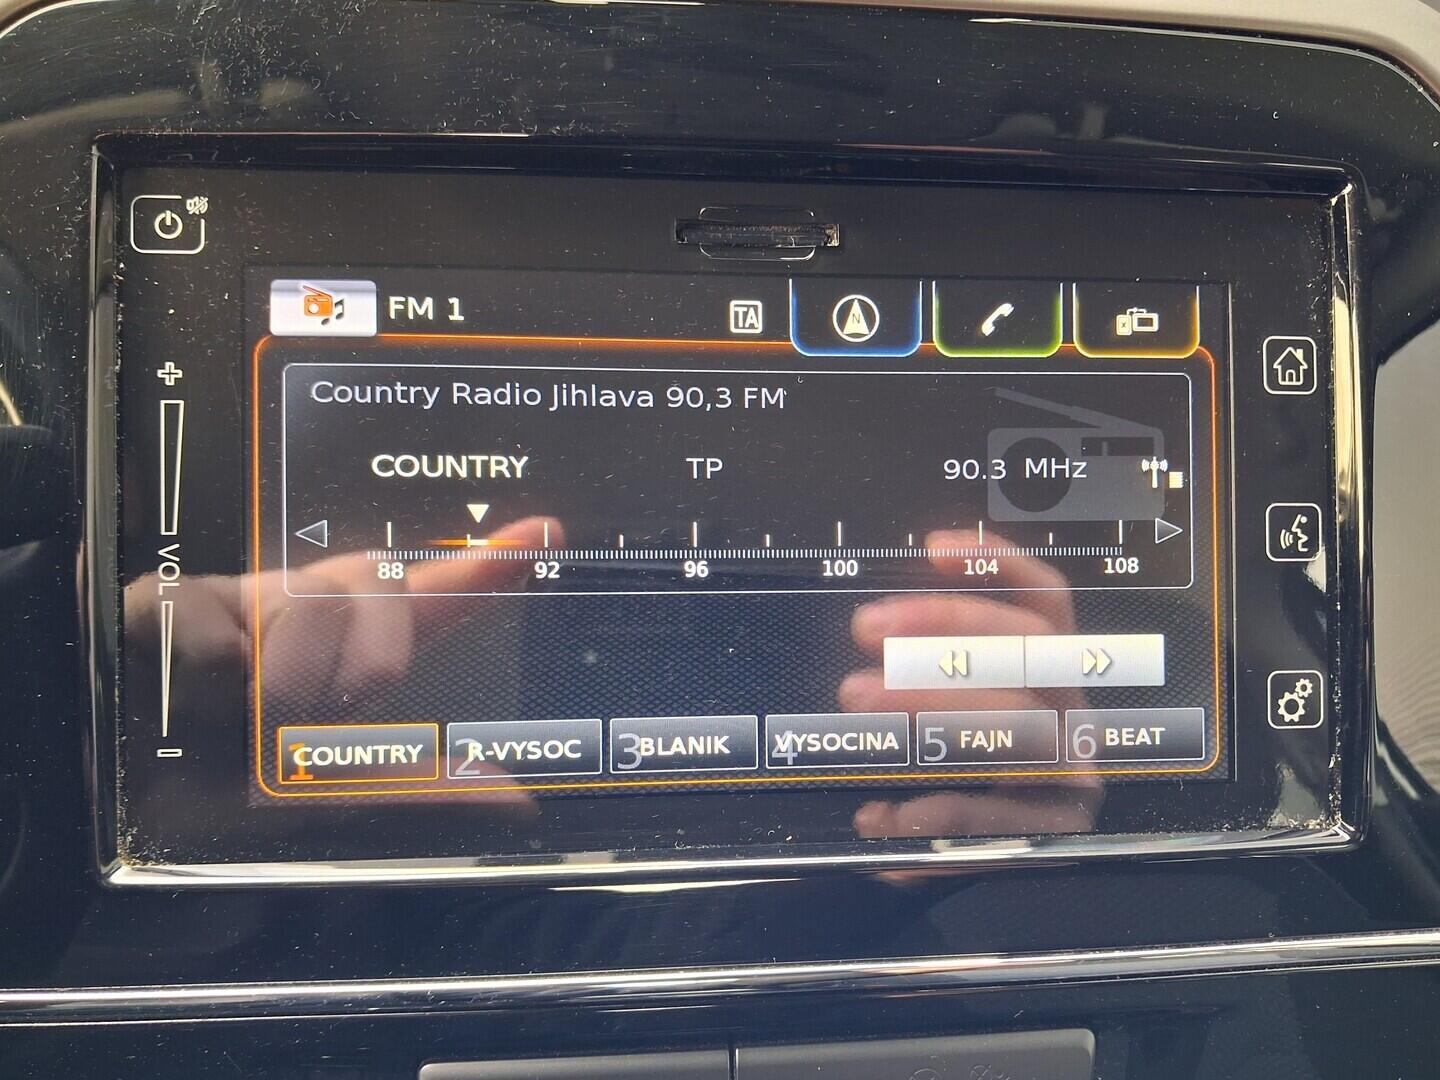 FM 1
TA
N
Country Radio Jihlava 90,3 FM
COUNTRY TP 90.3 MHz
88 92 96 100 104 108
VOL
1 COUNTRY 2 R-VYSOC 3 BLANIK 4 VYSOCINA 5 FAJN 6 BEAT